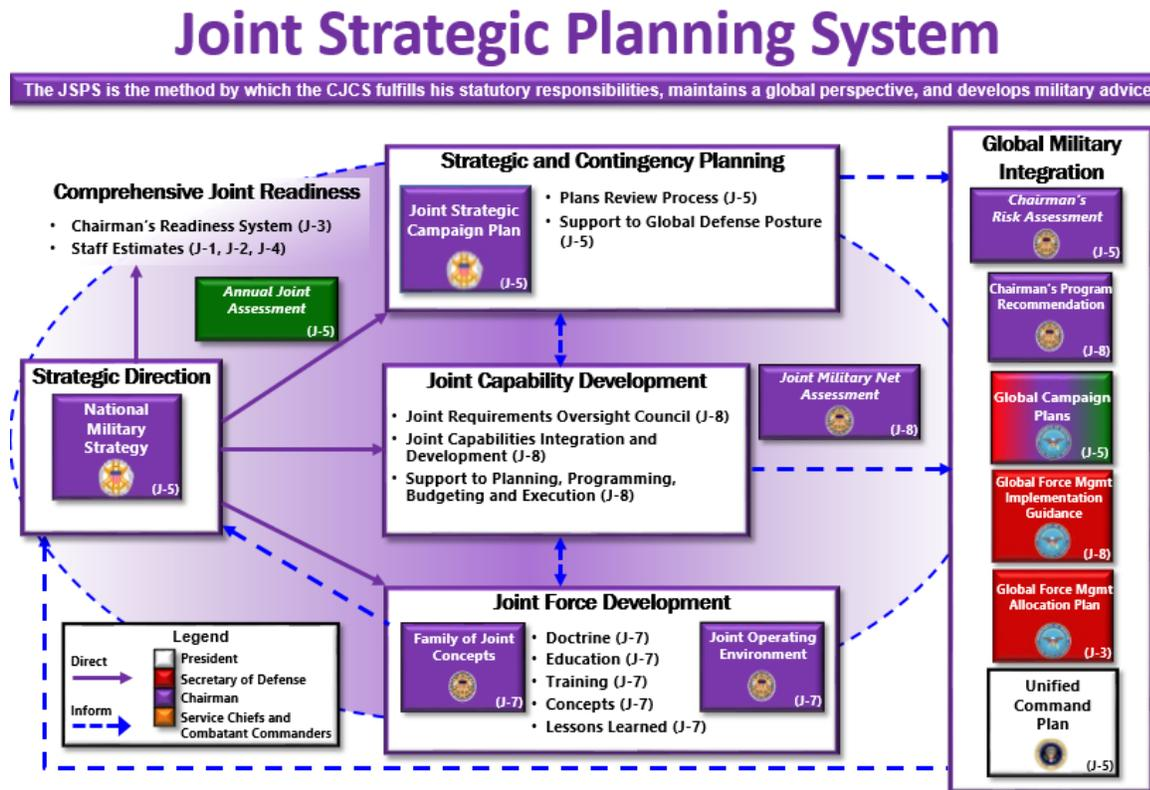 Joint Strategic Planning System
The JSPS is the method by which the CJCS fulfills his statutory responsibilities, maintains a global perspective, and develops military advice
Comprehensive Joint Readiness
• Chairman's Readiness System (J-3)
• Staff Estimates (J-1, J-2, J-4)
Annual Joint
Assessment
(J-5)
Strategic Direction
National
Military
Strategy
(J-5)
Strategic and Contingency Planning
Joint Strategic
Campaign Plan
(J-5)
• Plans Review Process (J-5)
• Support to Global Defense Posture
(J-5)
Joint Capability Development
• Joint Requirements Oversight Council (J-8)
• Joint Capabilities Integration and
Development (J-8)
• Support to Planning, Programming,
Budgeting and Execution (J-8)
Joint Military Net
Assessment
(J-8)
Joint Force Development
Family of Joint
Concepts
(J-7)
• Doctrine (J-7)
• Education (J-7)
• Training (J-7)
• Concepts (J-7)
• Lessons Learned (J-7)
Joint Operating
Environment
(J-7)
Legend
Direct
Inform
President
Secretary of Defense
Chairman
Service Chiefs and
Combatant Commanders
Global Military
Integration
Chairman's
Risk Assessment
(J-5)
Chairman's Program
Recommendation
(J-8)
Global Campaign
Plans
(J-5)
Global Force Mgmt
Implementation
Guidance
(J-8)
Global Force Mgmt
Allocation Plan
(J-3)
Unified
Command
Plan
(J-5)